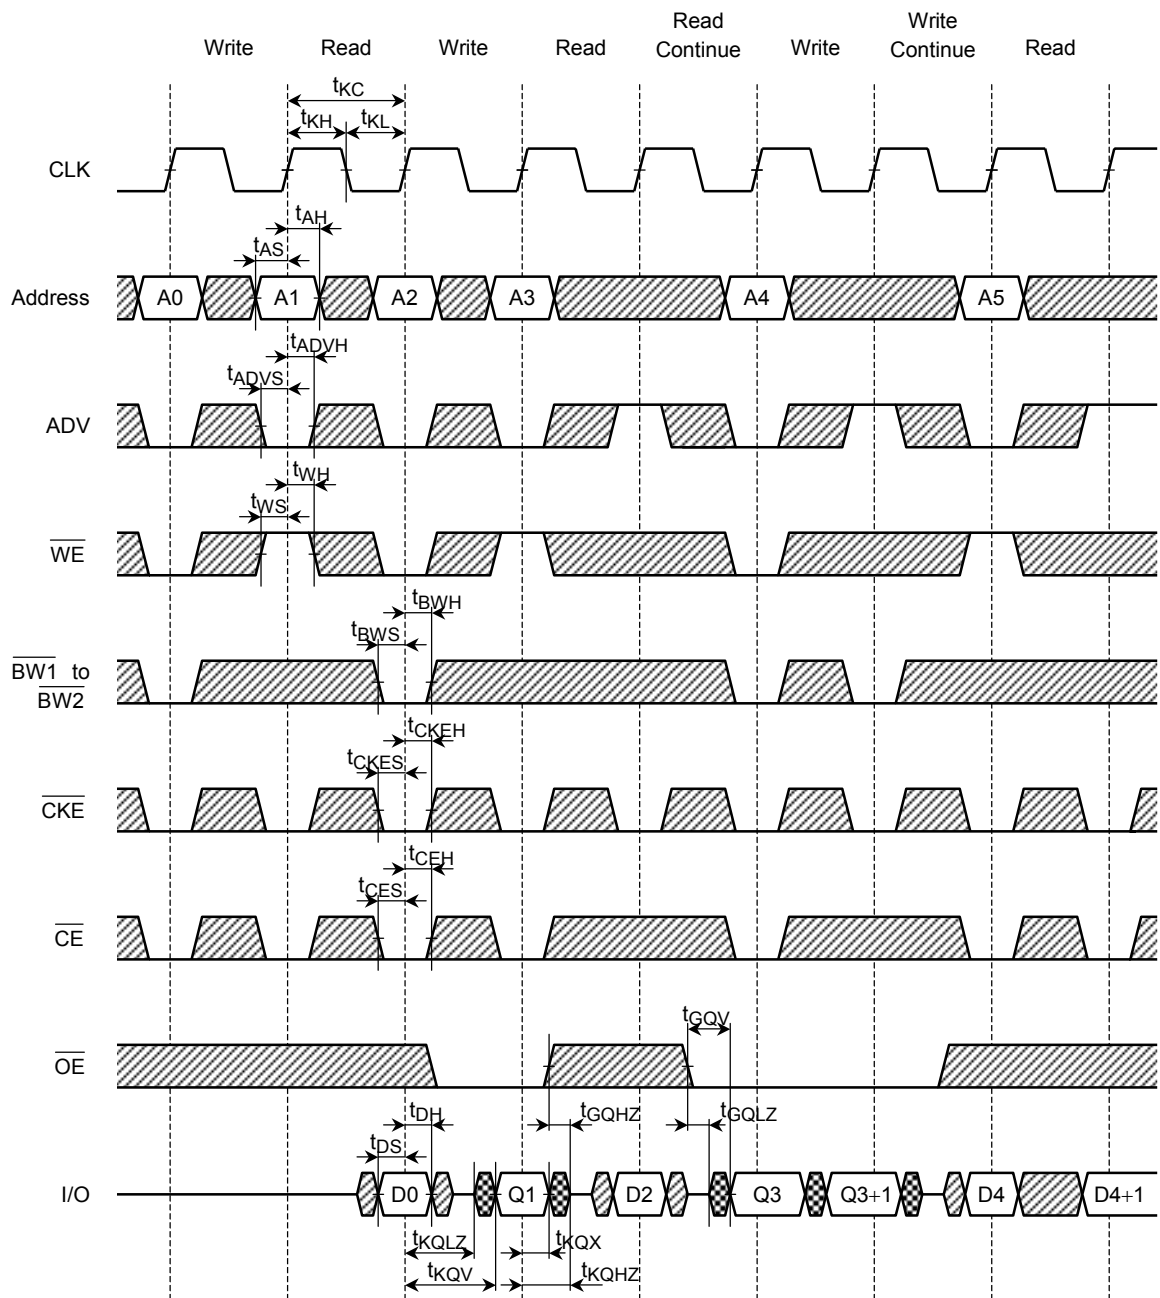 Write Read Write Read Read Continue Write Write Continue Read
tKC
tKH tKL
CLK
tAH
tAS
Address A0 A1 A2 A3 A4 A5
tADVH
tADVS
ADV
tWH
tWS
WE
tBWH
tBWS
BW1 to
BW2
tCKEH
tCKES
CKE
tCEH
tCES
CE
tGQV
OE
tDH tGQHZ tGQLZ
tDS
I/O D0 Q1 D2 Q3 Q3+1 D4 D4+1
tKQLZ tKQX
tKQV tKQHZ